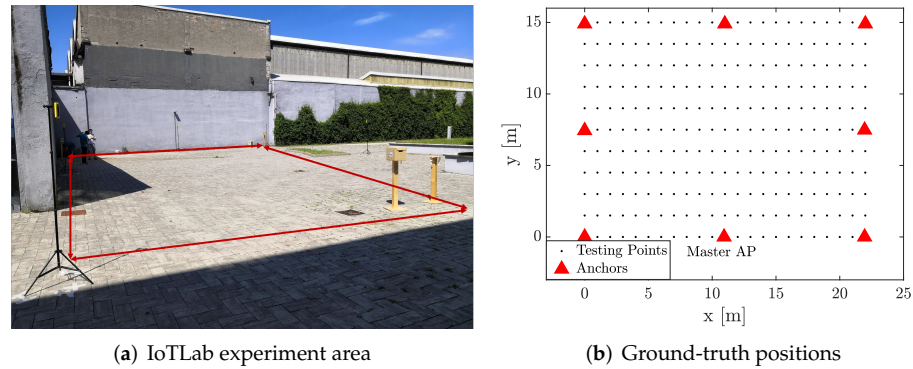 15
10
5
0
y [m]
Testing Points
Anchors
Master AP
0
5
10
15
20
25
x [m]
(a) IoTLab experiment area
(b) Ground-truth positions